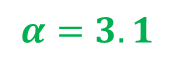 α = 3.1